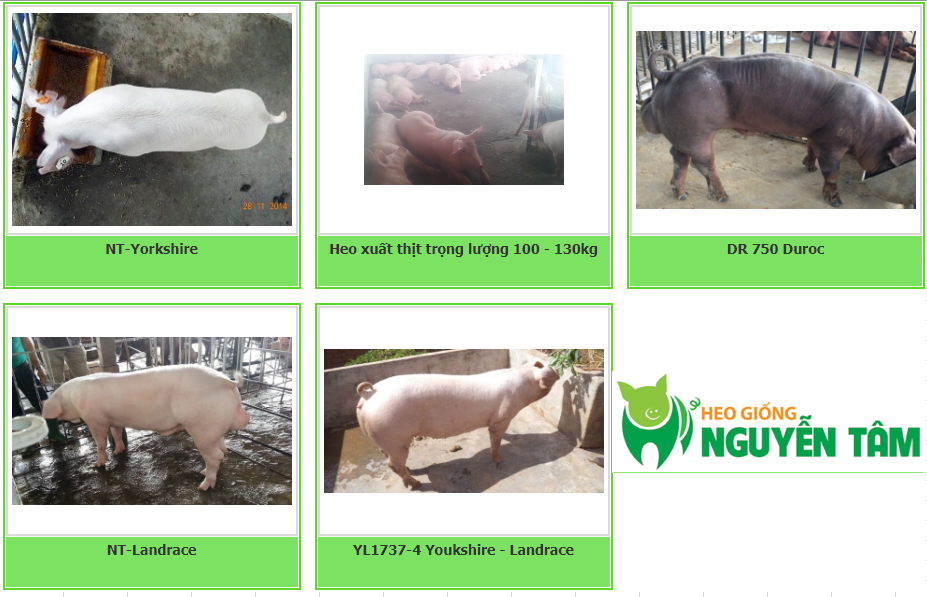 26 11 2014
NT-Yorkshire
Heo xuất thịt trọng lượng 100 - 130kg
DR 750 Duroc
HEO GIỐNG
NGUYỄN TÂM
NT-Landrace
YL1737-4 Youkshire - Landrace